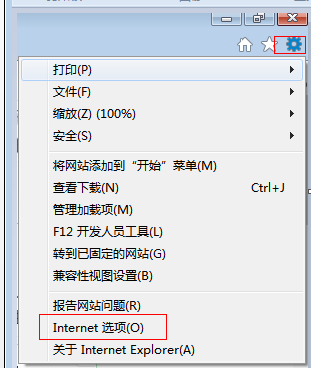 打印(P)
文件(F)
缩放(Z) (100%)
安全(S)
将网站添加到“开始”菜单(M)
查看下载(N) Ctrl+J
管理加载项(M)
F12 开发人员工具(L)
转到已固定的网站(G)
兼容性视图设置(B)
报告网站问题(R)
Internet 选项(O)
关于 Internet Explorer(A)